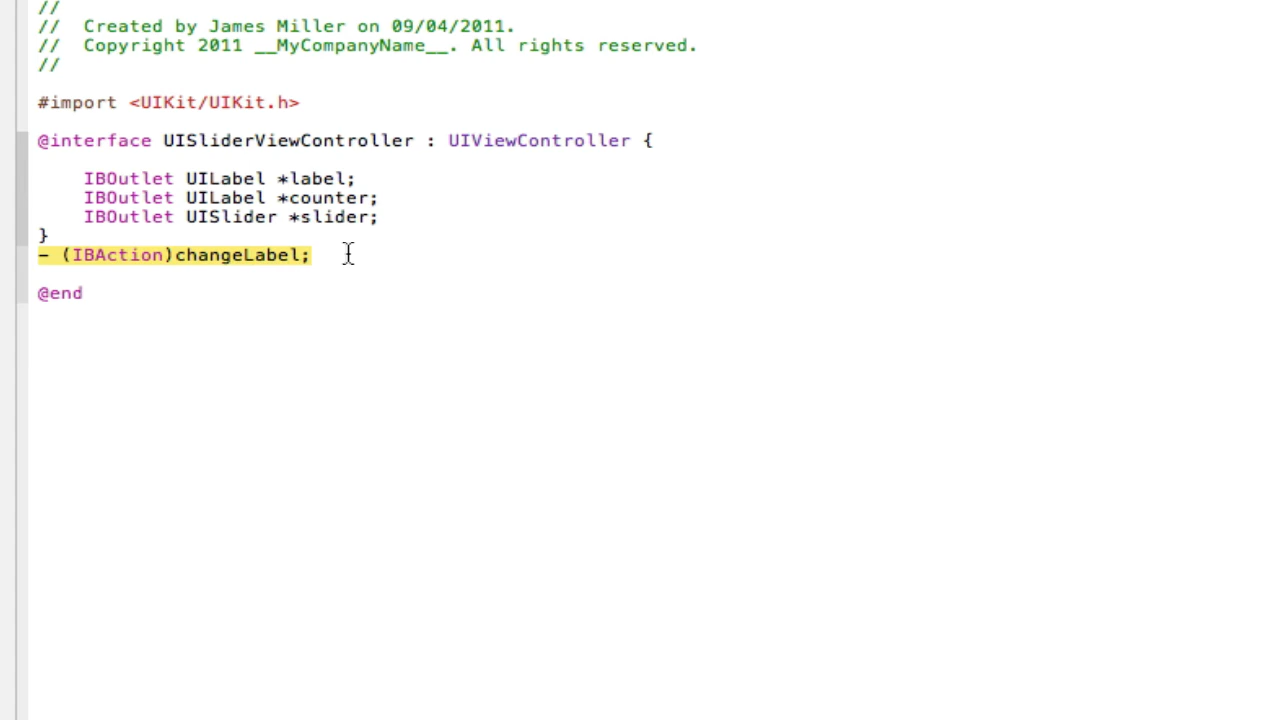 //
//  Created by James Miller on 09/04/2011.
//  Copyright 2011 __MyCompanyName__. All rights reserved.
//
#import <UIKit/UIKit.h>
@interface UISliderViewController : UIViewController {
    IBOutlet UILabel *label;
    IBOutlet UILabel *counter;
    IBOutlet UISlider *slider;
}
- (IBAction)changeLabel;
@end